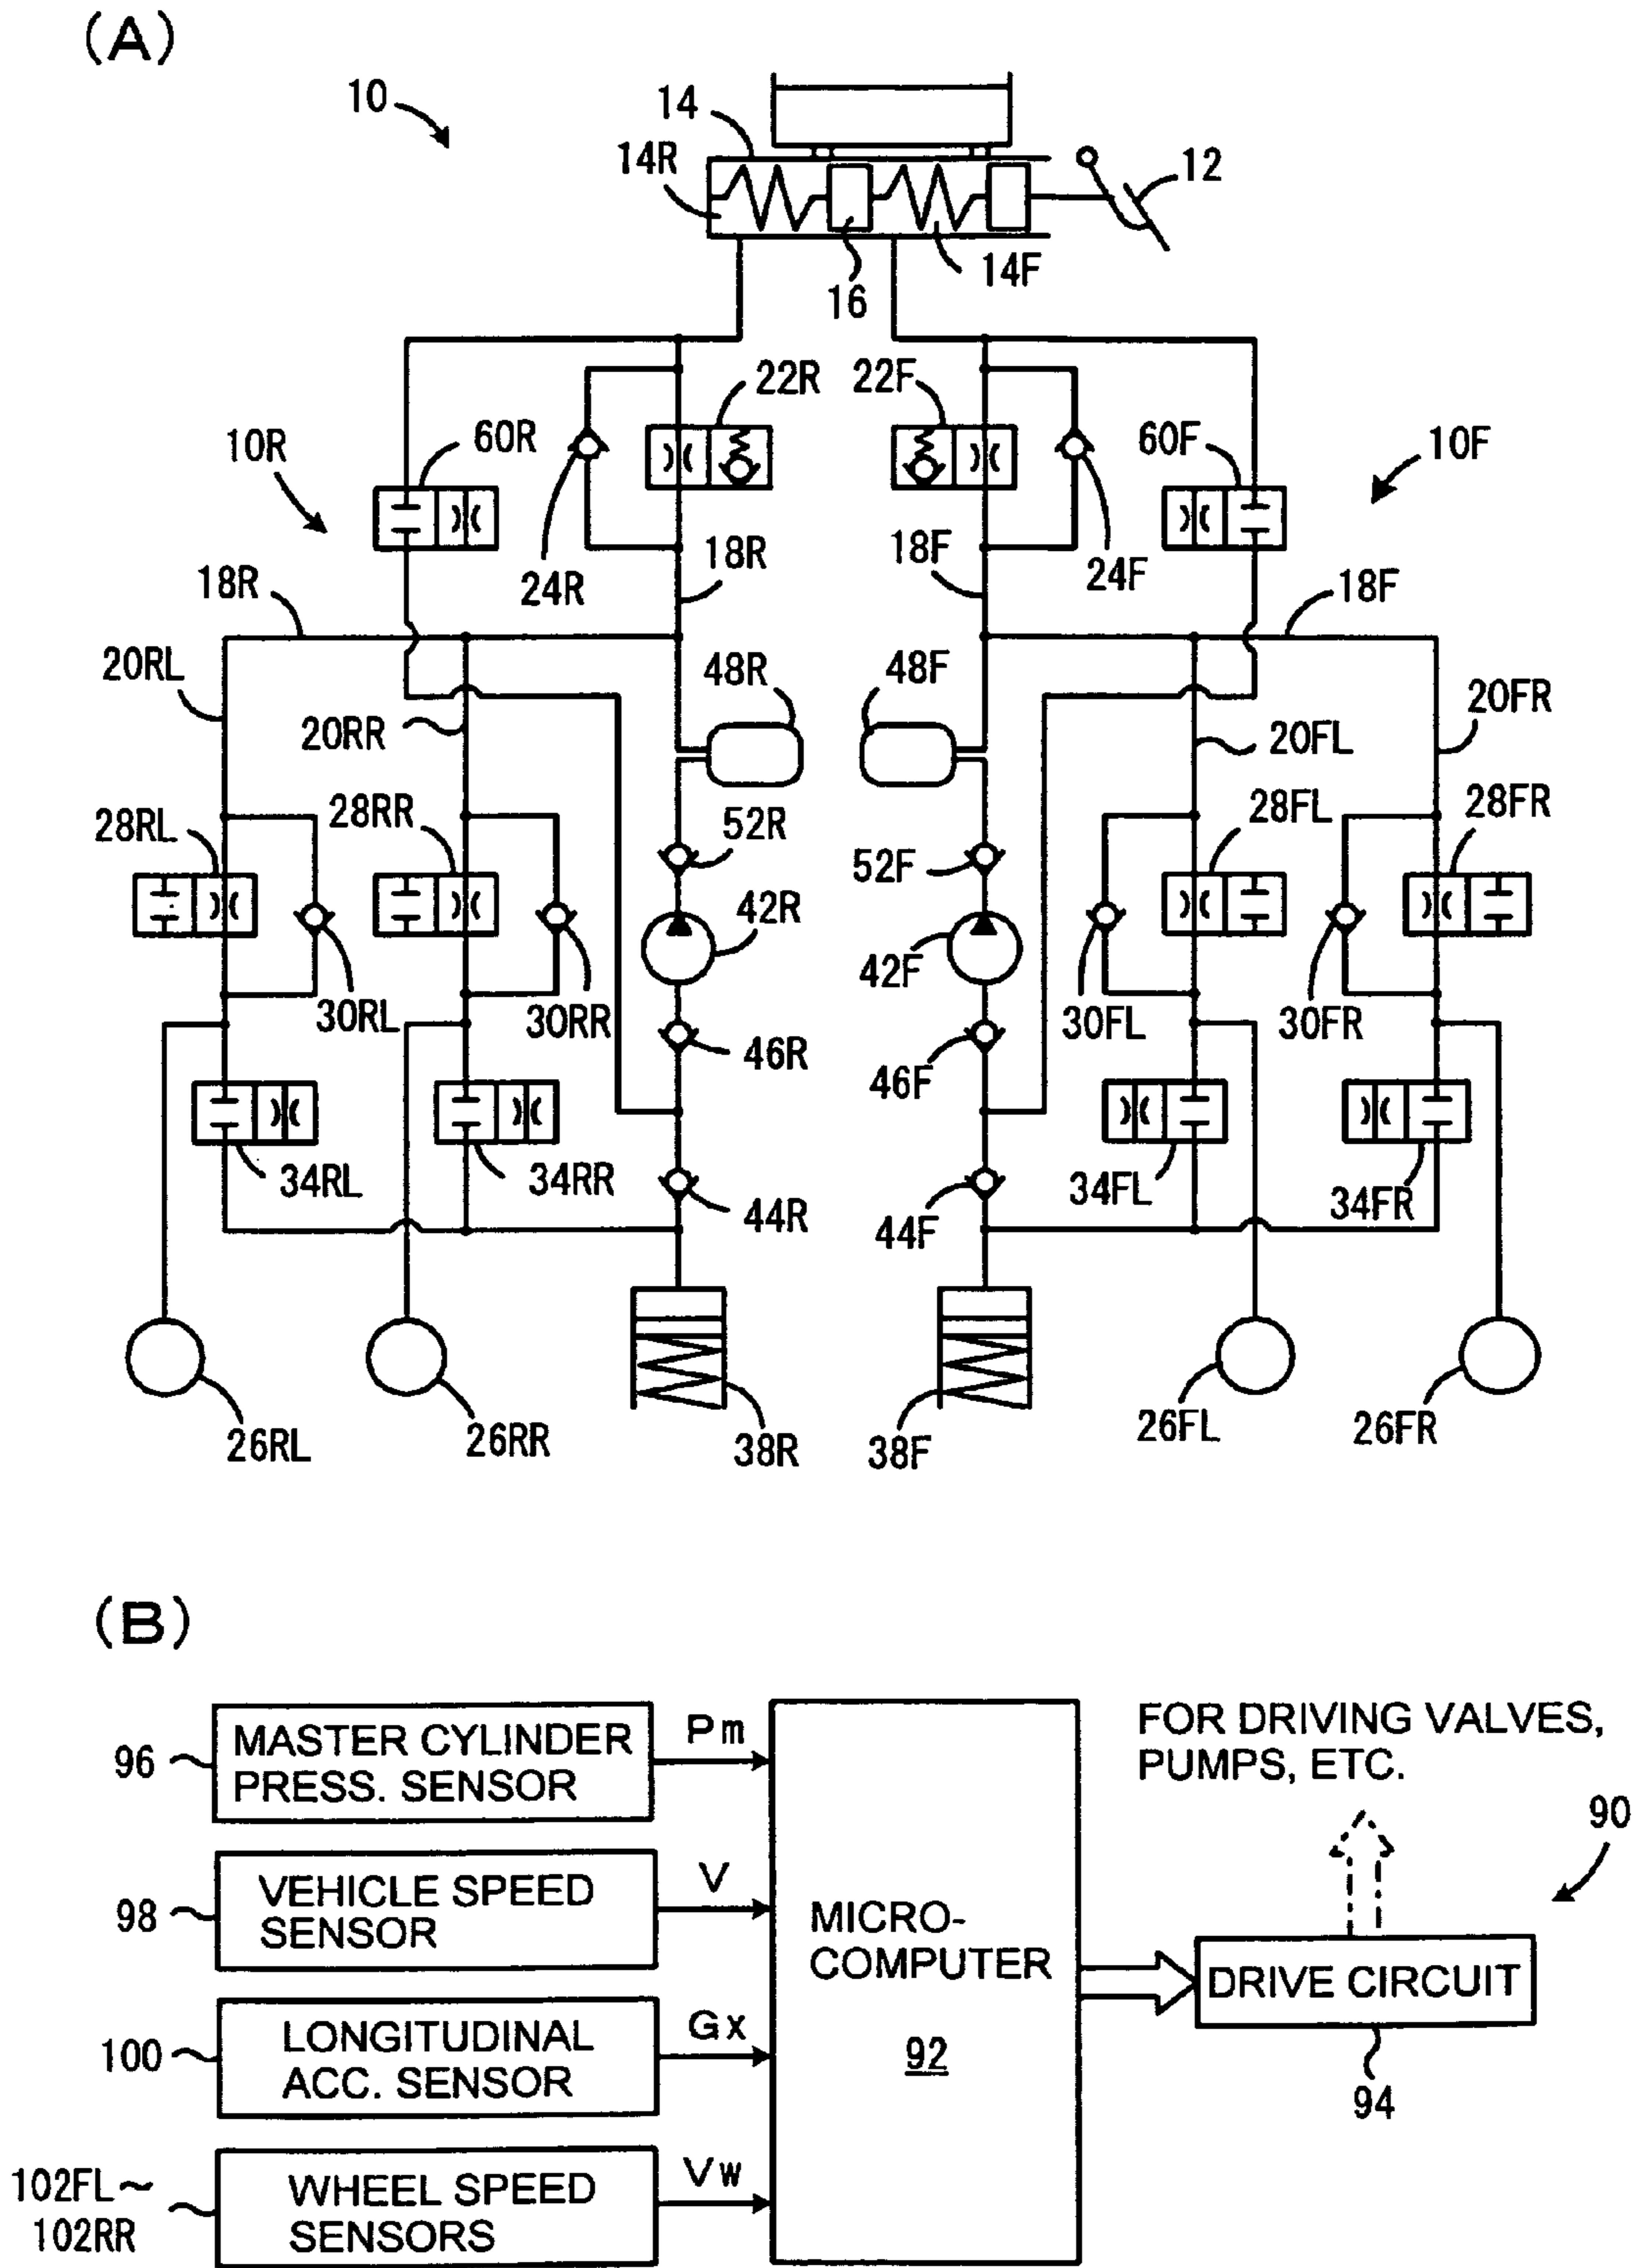 (A)
10
14
14R
12
16
14F
22R
22F
60R
60F
10R
10F
24R
18R
18F
24F
18R
18F
20RL
48R
48F
20RR
20FL
20FR
28RL
28RR
52R
52F
28FL
28FR
42R
42F
30RL
30RR
46R
46F
30FL
30FR
34RL
34RR
44R
44F
34FL
34FR
26RL
26RR
38R
38F
26FL
26FR
(B)
96
MASTER CYLINDER
PRESS. SENSOR
Pm
FOR DRIVING VALVES,
PUMPS, ETC.
90
98
VEHICLE SPEED
SENSOR
V
MICRO-
COMPUTER
92
DRIVE CIRCUIT
94
100
LONGITUDINAL
ACC. SENSOR
Gx
102FL~
102RR
WHEEL SPEED
SENSORS
Vw